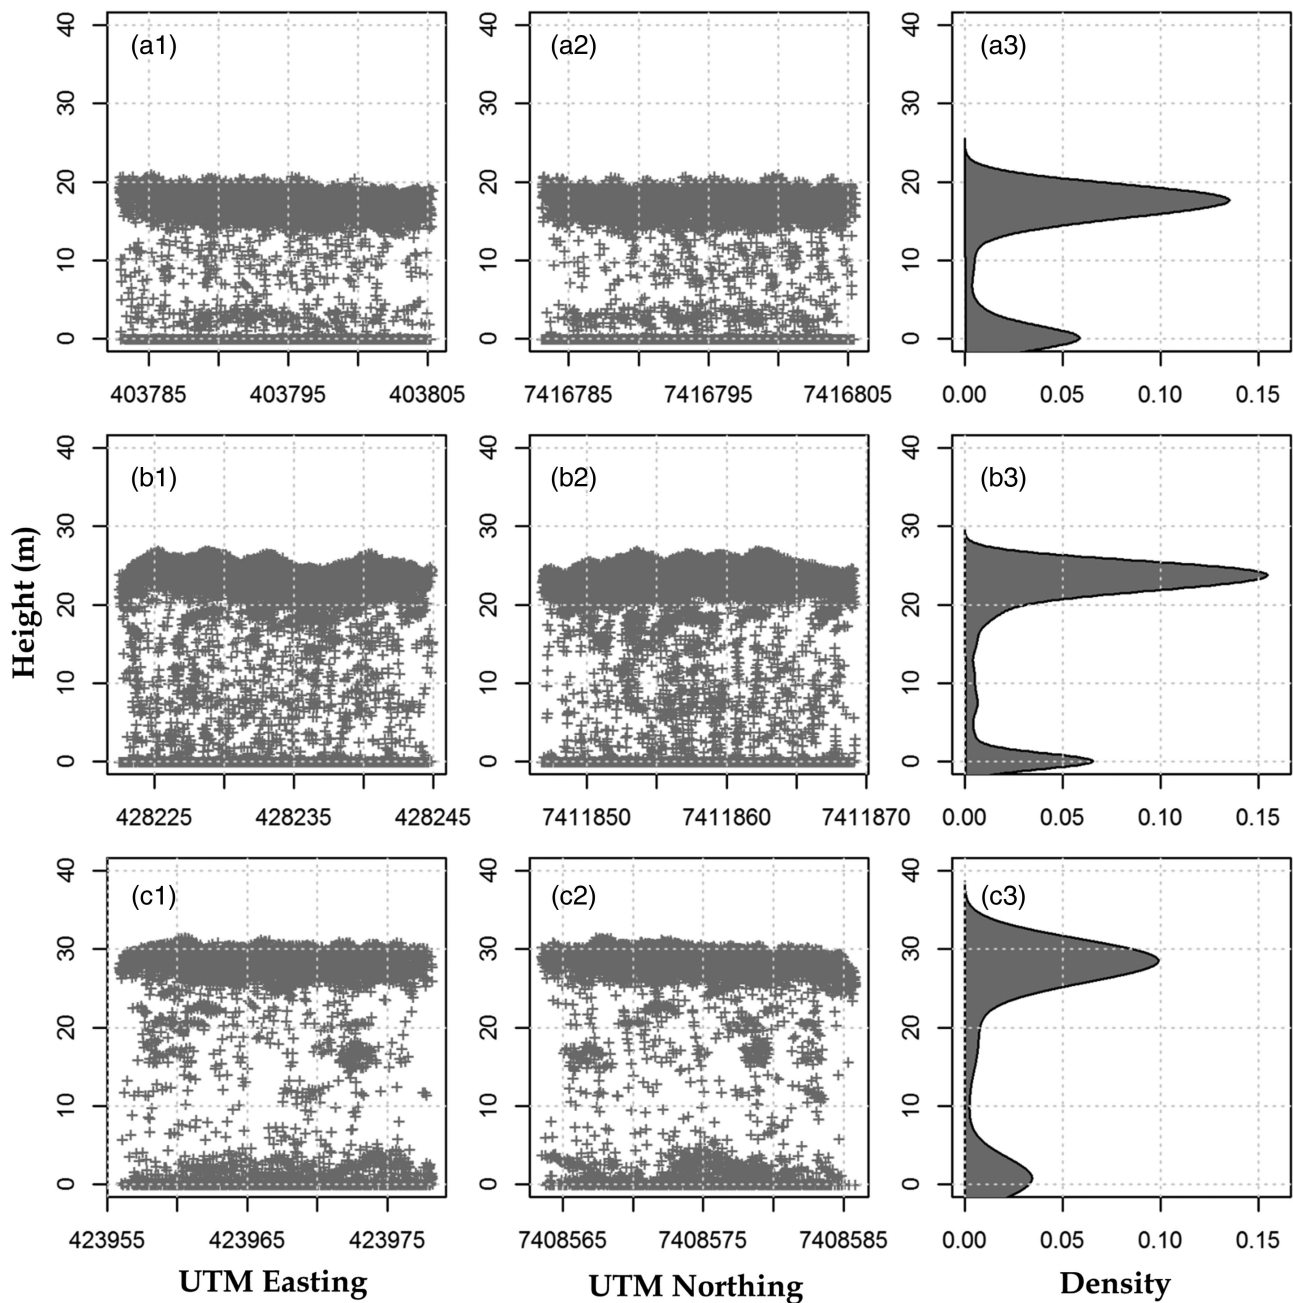 (a1) (a2) (a3)
40 40 40
30 30 30
20 20 20
10 10 10
0 0 0
403785 403795 403805 7416785 7416795 7416805 0.00 0.05 0.10 0.15
(b1) (b2) (b3)
40 40 40
30 30 30
20 20 20
10 10 10
0 0 0
Height (m)
428225 428235 428245 7411850 7411860 7411870 0.00 0.05 0.10 0.15
(c1) (c2) (c3)
40 40 40
30 30 30
20 20 20
10 10 10
0 0 0
423955 423965 423975 7408565 7408575 7408585 0.00 0.05 0.10 0.15
UTM Easting UTM Northing Density